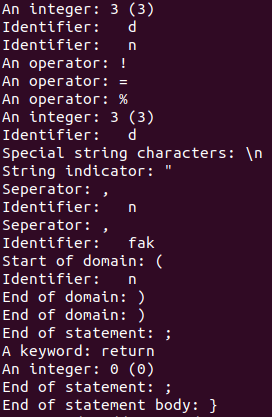 An integer: 3 (3)
Identifier:   d
Identifier:   n
An operator: !
An operator: =
An operator: %
An integer: 3 (3)
Identifier:   d
Special string characters: \n
String indicator: "
Seperator: ,
Identifier:   n
Seperator: ,
Identifier:   fak
Start of domain: (
Identifier:   n
End of domain: )
End of domain: )
End of statement: ;
A keyword: return
An integer: 0 (0)
End of statement: ;
End of statement body: }